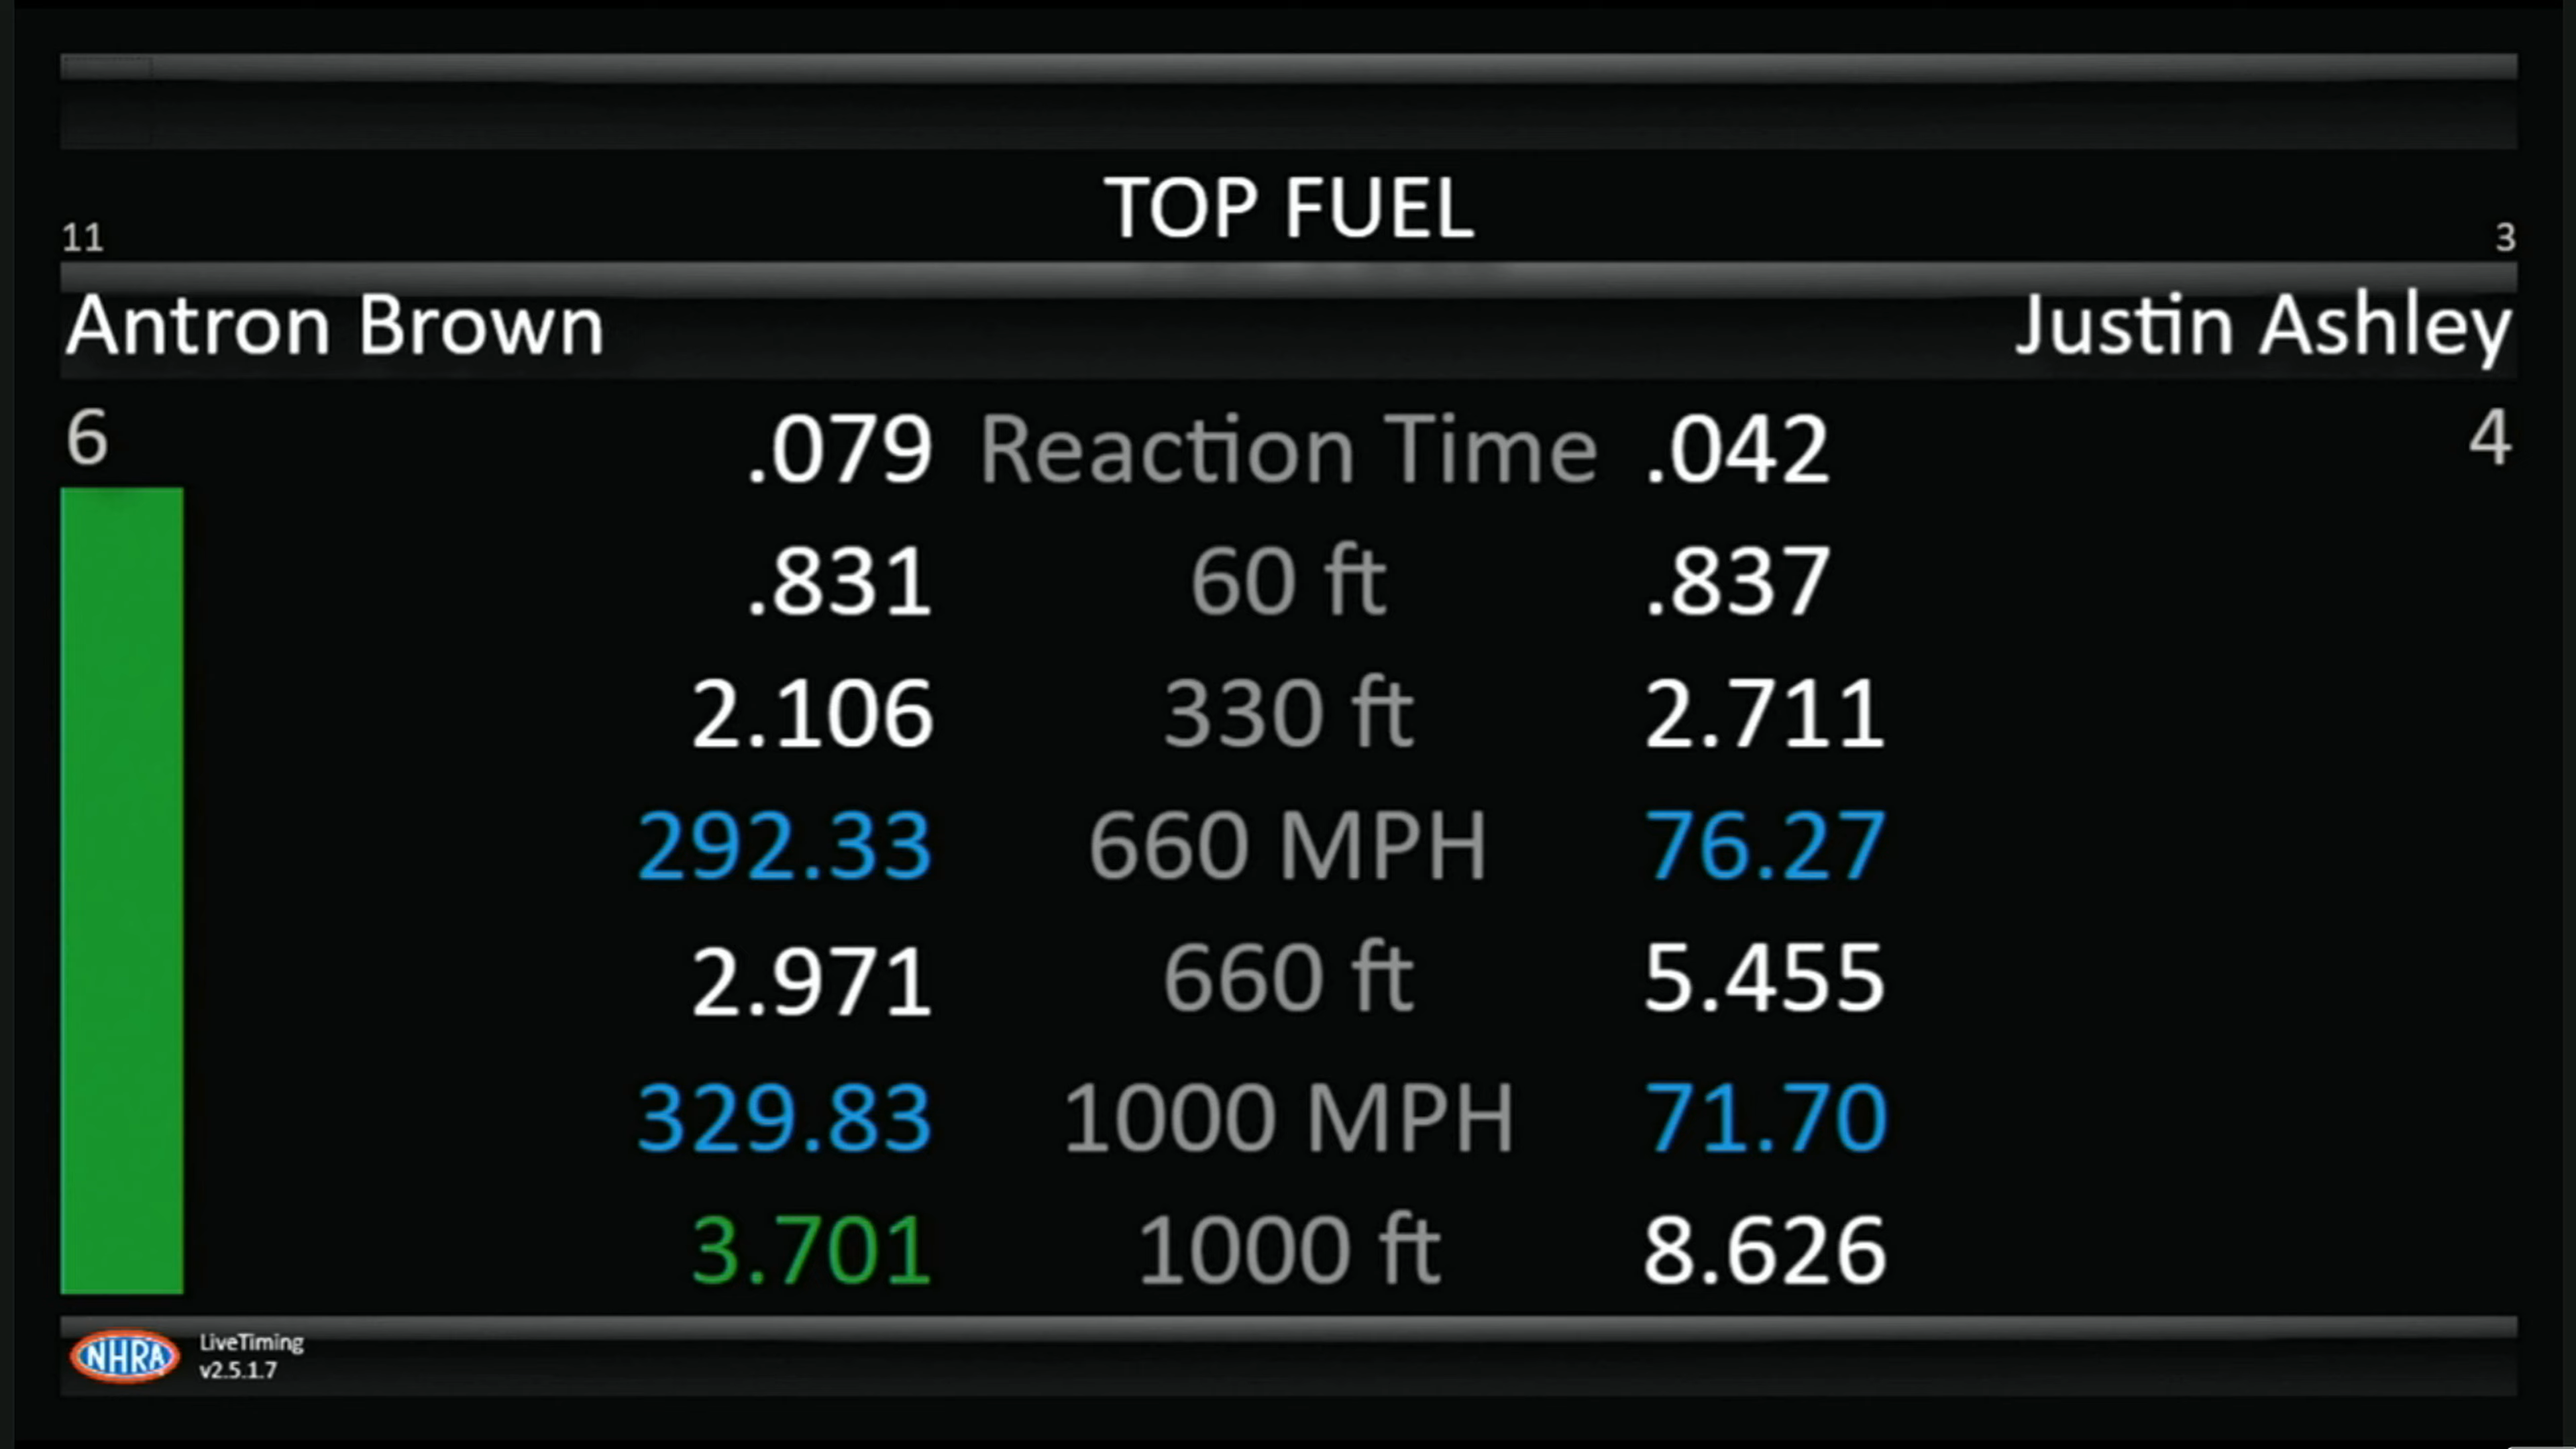 TOP FUEL
11 3
Antron Brown Justin Ashley
6 .079 Reaction Time .042 4
.831 60 ft .837
2.106 330 ft 2.711
292.33 660 MPH 76.27
2.971 660 ft 5.455
329.83 1000 MPH 71.70
3.701 1000 ft 8.626
NHRA LiveTiming
v2.5.1.7